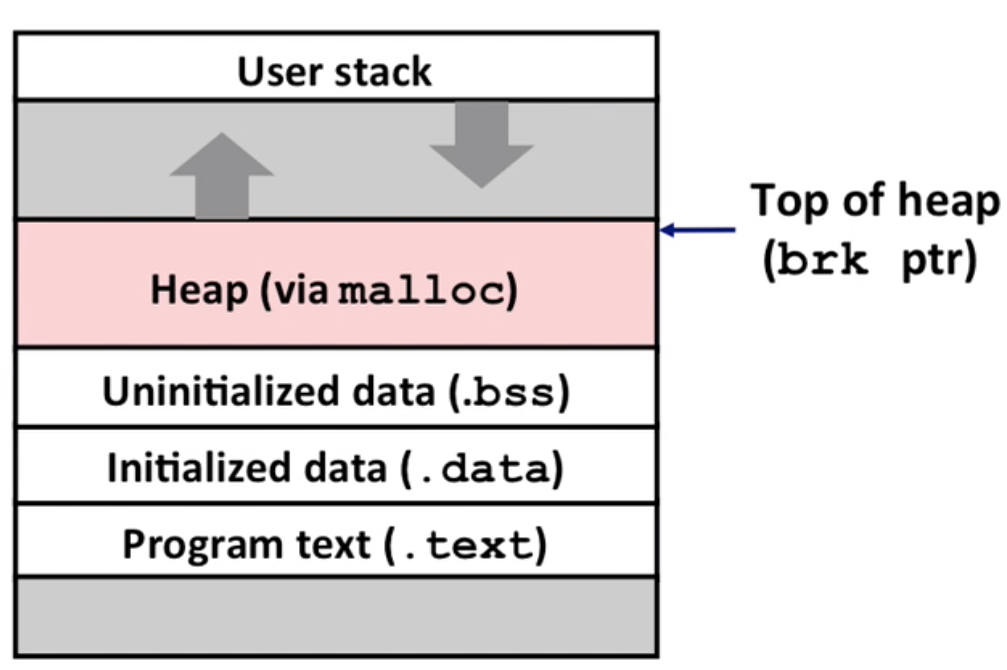 User stack
Top of heap
(brk ptr)
Heap (via malloc)
Uninitialized data (.bss)
Initialized data (.data)
Program text (.text)